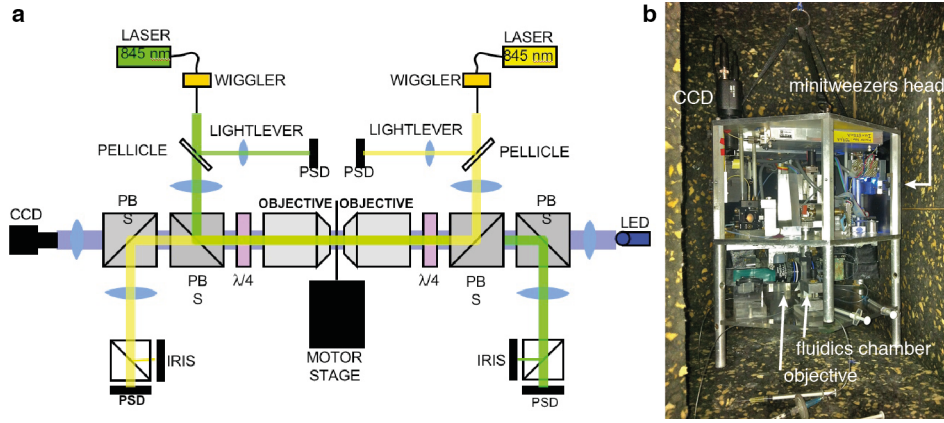 a
b
LASER
845 nm
WIGGLER
LASER
845 nm
WIGGLER
LIGHTLEVER
PELLICLE
PSD
LIGHTLEVER
PSD
PELLICLE
CCD
PB
S
OBJECTIVE
OBJECTIVE
PB
S
LED
PB
S
λ/4
λ/4
PB
S
MOTOR
STAGE
IRIS
PSD
IRIS
PSD
minitweezers head
CCD
fluidics chamber
objective